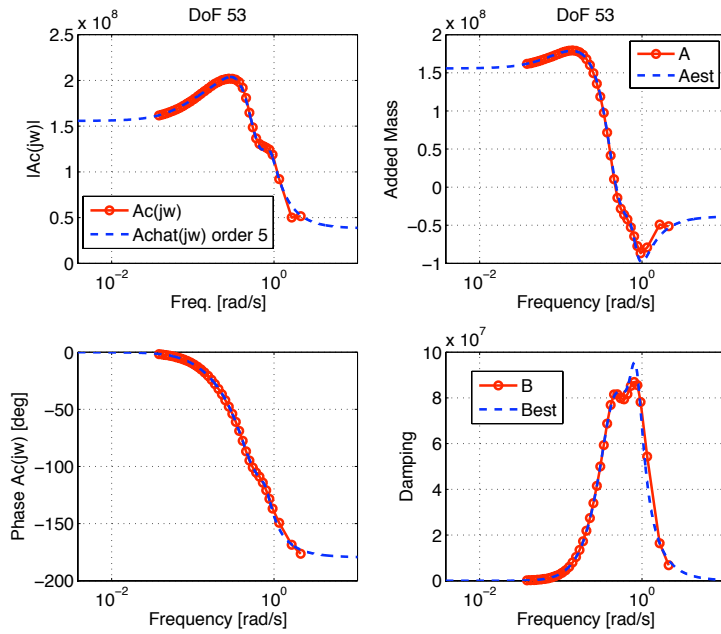 DoF 53
x 10^8
2.5
2
1.5
1
0.5
0
|Ac(jw)|
Ac(jw)
Achat(jw) order 5
10^-2
10^0
Freq. [rad/s]
DoF 53
x 10^8
2
1.5
1
0.5
0
−0.5
−1
Added Mass
A
Aest
10^-2
10^0
Frequency [rad/s]
0
−50
−100
−150
−200
Phase Ac(jw) [deg]
10^-2
10^0
Frequency [rad/s]
x 10^7
10
8
6
4
2
0
Damping
B
Best
10^-2
10^0
Frequency [rad/s]